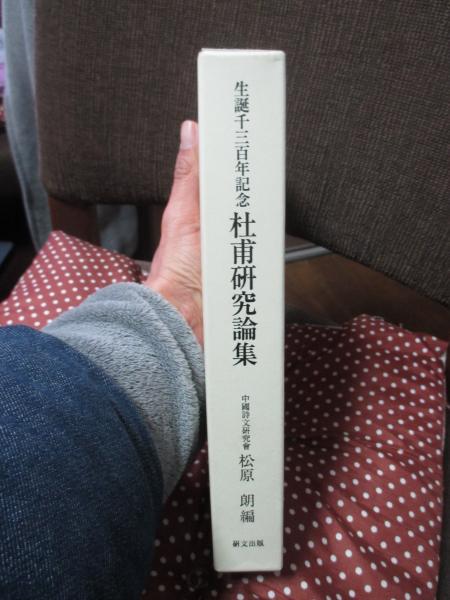 生誕千三百年記念
杜甫研究論集
中國詩文研究會
松原 朗編
研文出版